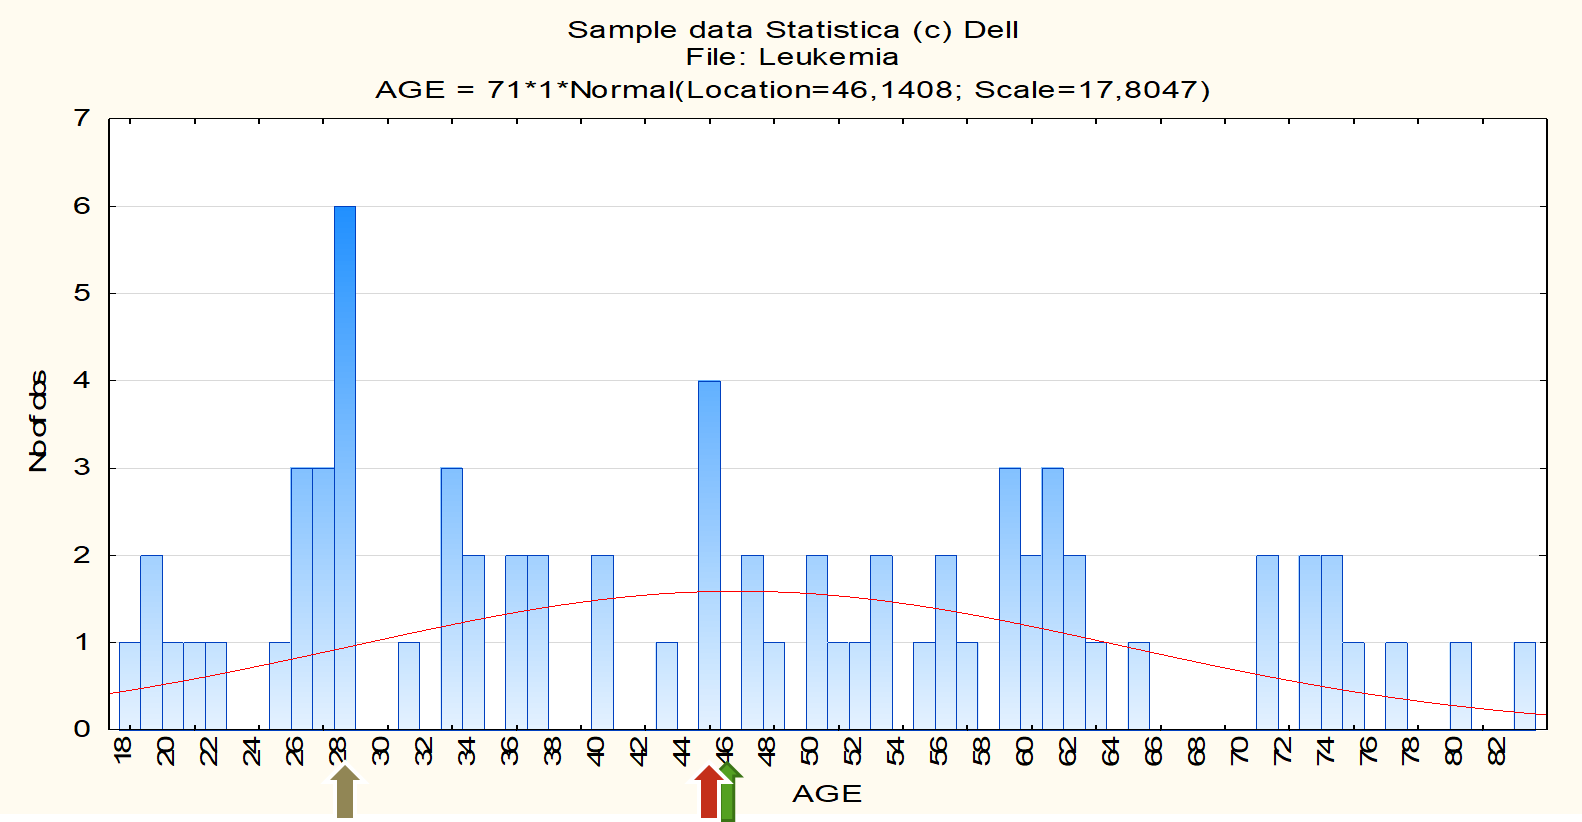 Sample data Statistica (c) Dell
File: Leukemia
AGE = 71*1*Normal(Location=46,1408; Scale=17,8047)
7
6
5
4
3
2
1
0
No of obs
18 20 22 24 26 28 30 32 34 36 38 40 42 44 46 48 50 52 54 56 58 60 62 64 66 68 70 72 74 76 78 80 82
AGE